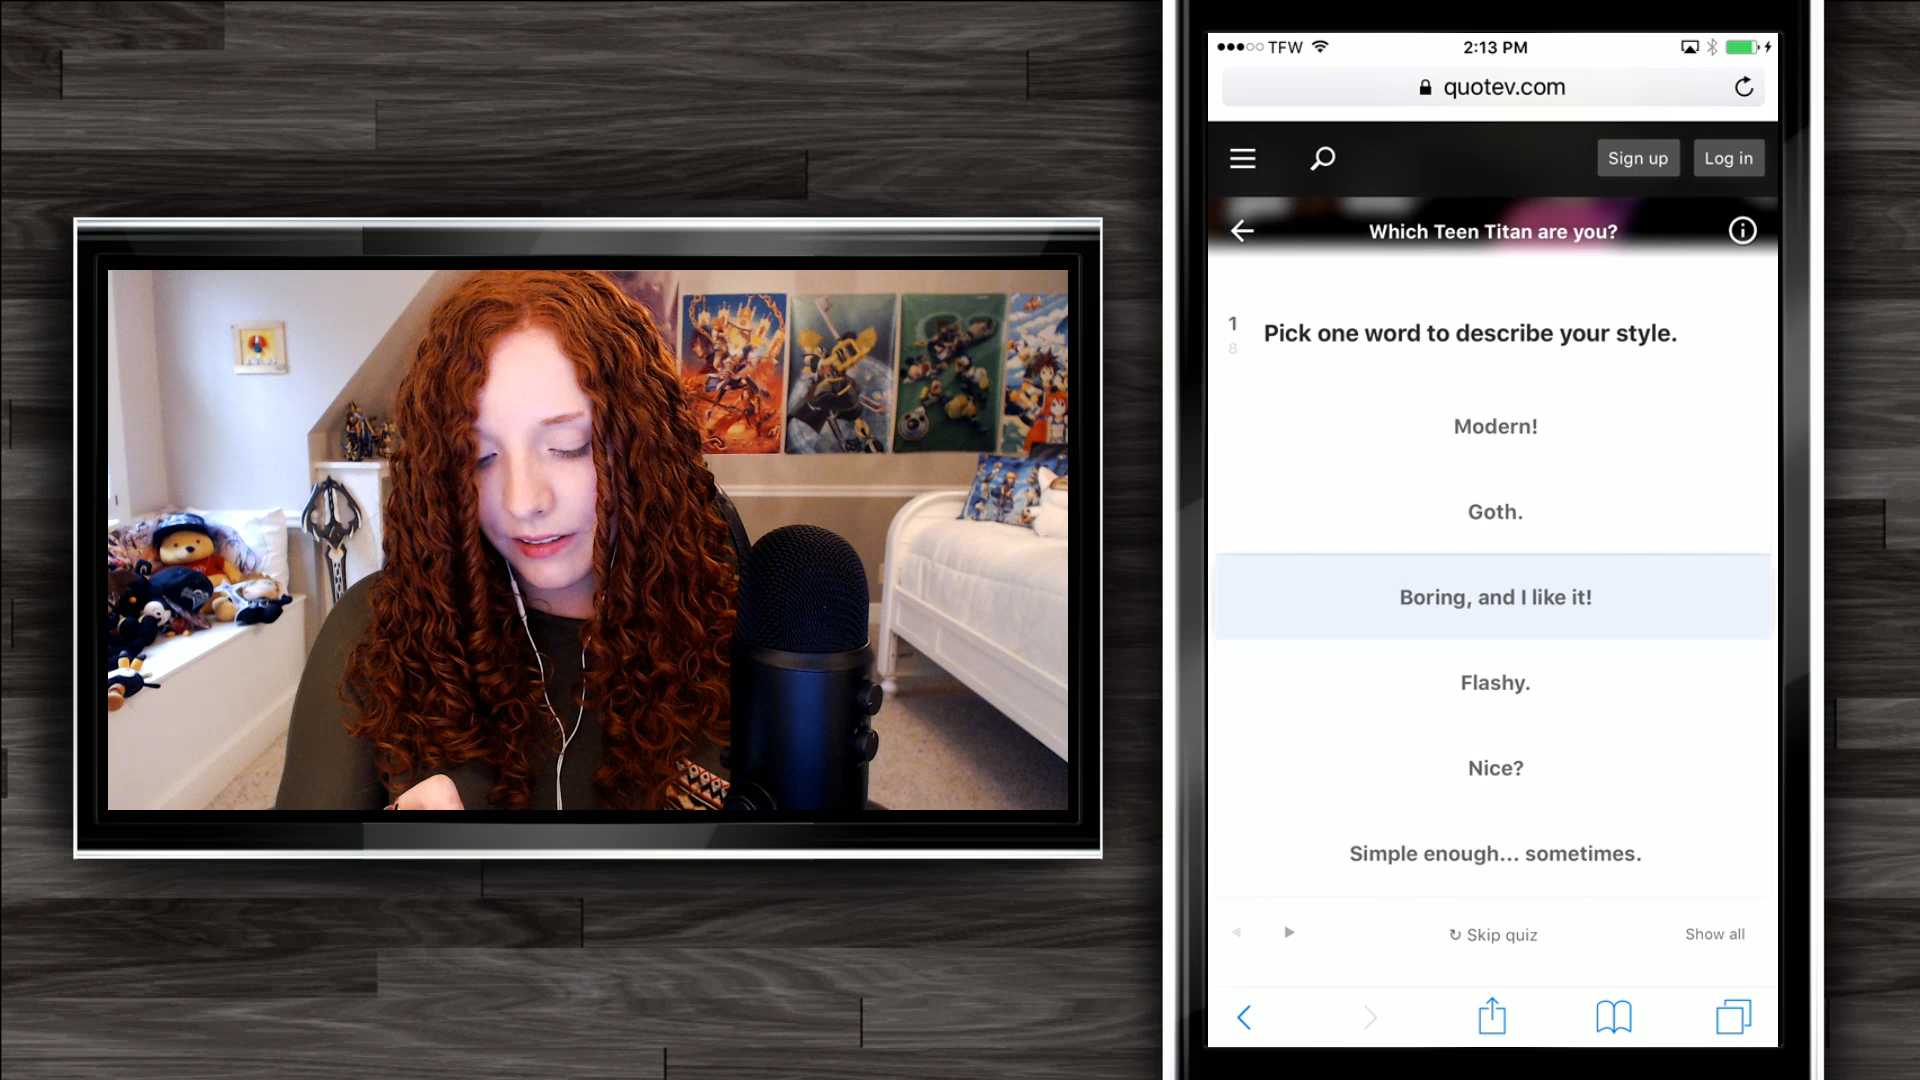 TFW
2:13 PM
quotev.com
Sign up
Log in
Which Teen Titan are you?
1
8
Pick one word to describe your style.
Modern!
Goth.
Boring, and I like it!
Flashy.
Nice?
Simple enough... sometimes.
Skip quiz
Show all